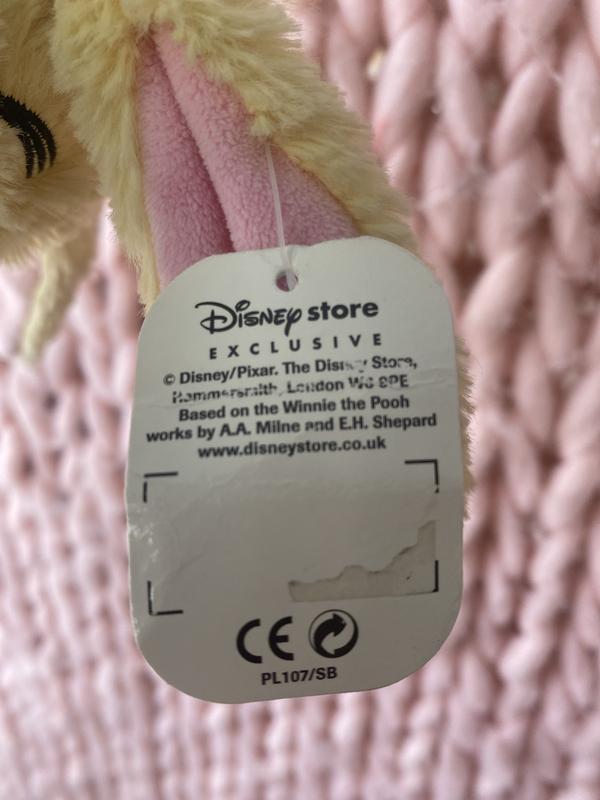 Disney store
EXCLUSIVE
© Disney/Pixar. The Disney Store,
Hammersmith, London W6 8PE
Based on the Winnie the Pooh
works by A.A. Milne and E.H. Shepard
www.disneystore.co.uk
CE
PL107/SB